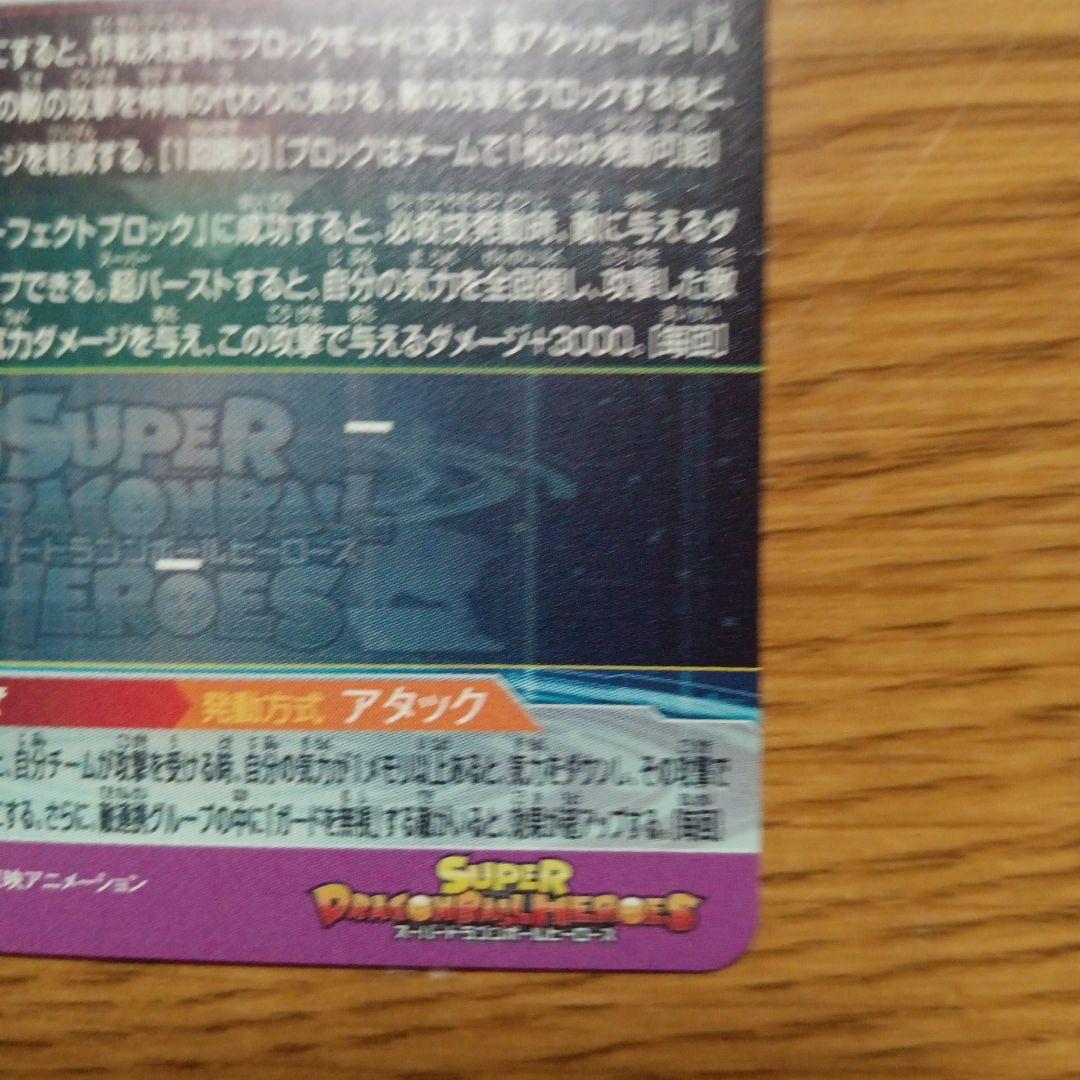 にすると、作戦決定時にブロックモードに突入。敵アタッカーから1人
の敵の攻撃を仲間の代わりに受ける。敵の攻撃をブロックするほど、
ージを軽減する。[1回限り][ブロックはチームで1枚のみ発動可能]
ーフェクトブロック」に成功すると、必殺技発動時、敵に与えるダ
プできる。超バーストすると、自分の気力を全回復し、攻撃した敵
気力ダメージを与え、この攻撃で与えるダメージ+3000。[毎回]
SUPER
DRAGONBALL
ドラゴンボールヒーローズ
HEROES
発動方式 アタック
、自分チームが攻撃を受ける時、自分の気力が1メモリ以上あると、気力をダウンし、その攻撃で
にする。さらに、敵グループの中に「ガードを無視」する敵がいると、効果が超アップする。[毎回]
映アニメーション
SUPER
DRAGONBALL HEROES
スーパードラゴンボールヒーローズ